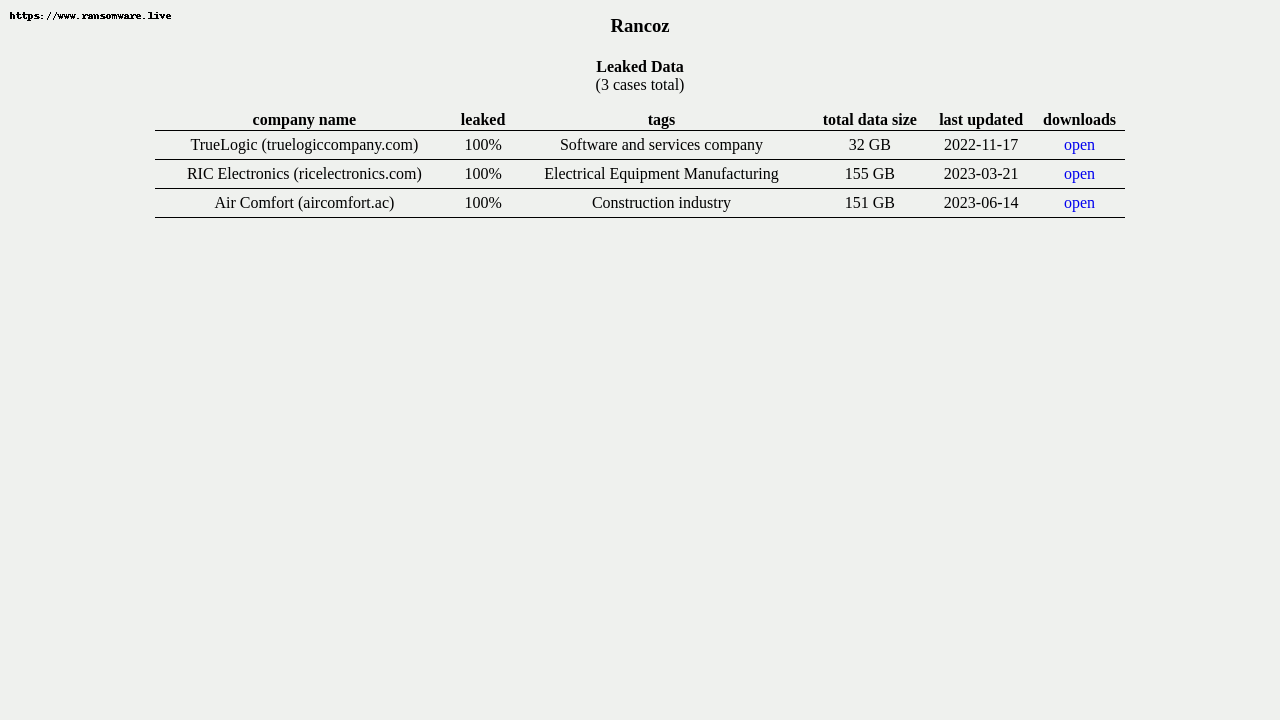 https://www.ransomware.live
Rancoz
Leaked Data
(3 cases total)
company name leaked tags total data size last updated downloads
TrueLogic (truelogiccompany.com) 100% Software and services company 32 GB 2022-11-17 open
RIC Electronics (ricelectronics.com) 100% Electrical Equipment Manufacturing 155 GB 2023-03-21 open
Air Comfort (aircomfort.ac) 100% Construction industry 151 GB 2023-06-14 open